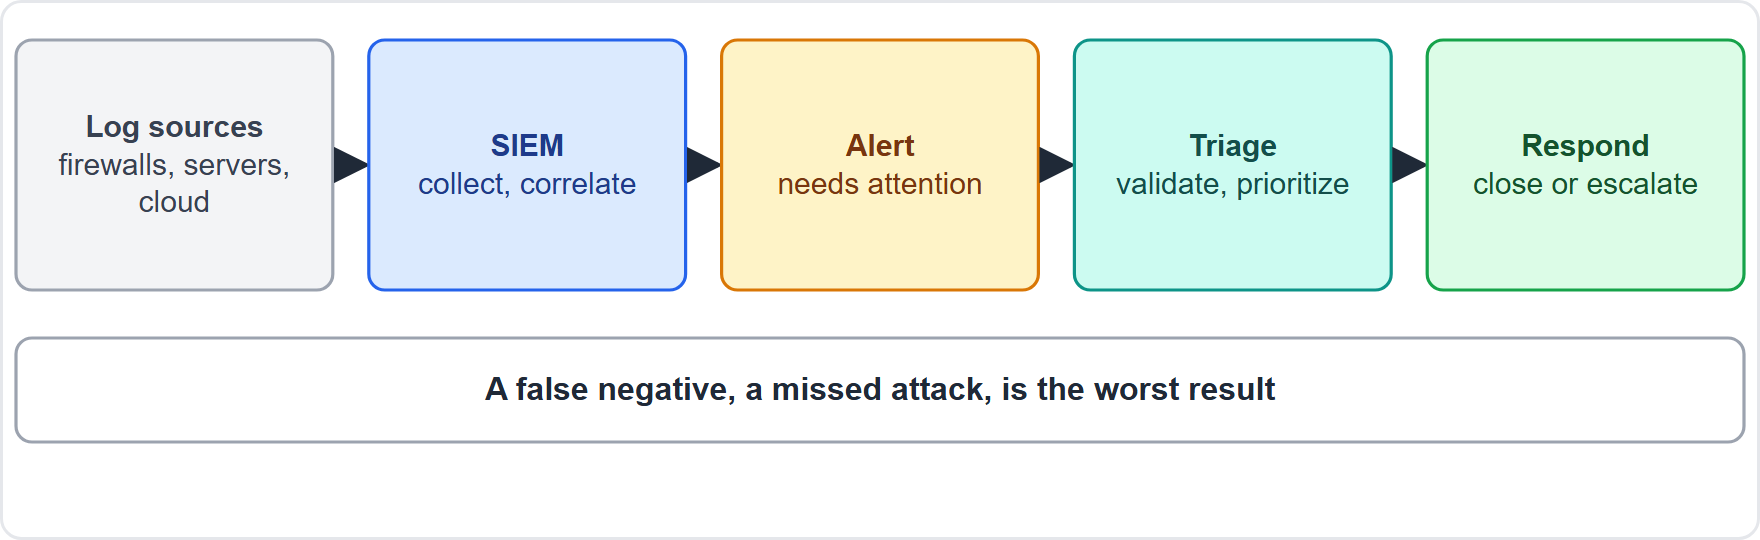 Log sources
firewalls, servers,
cloud
SIEM
collect, correlate
Alert
needs attention
Triage
validate, prioritize
Respond
close or escalate
A false negative, a missed attack, is the worst result